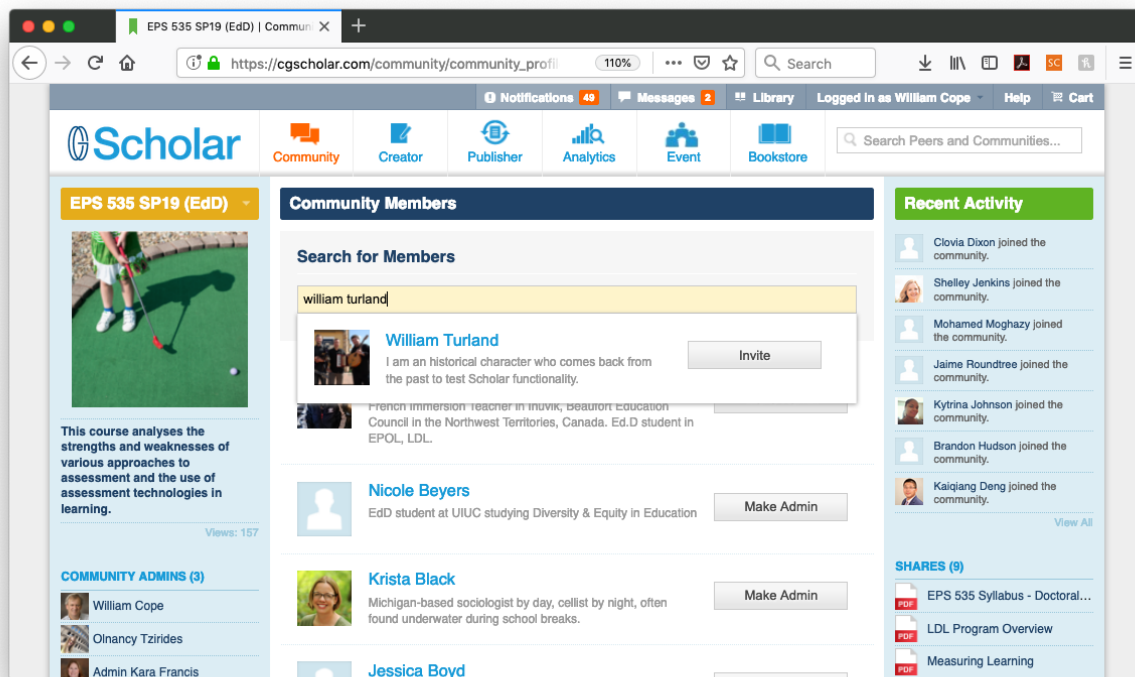 EPS 535 SP19 (EdD) | Commun
https://cgscholar.com/community/community_profi
110%
Search
Notifications 49
Messages 2
Library
Logged in as William Cope
Help
Cart
Scholar
Community
Creator
Publisher
Analytics
Event
Bookstore
Search Peers and Communities...
EPS 535 SP19 (EdD)
This course analyses the
strengths and weaknesses of
various approaches to
assessment and the use of
assessment technologies in
learning.
Views: 157
COMMUNITY ADMINS (3)
William Cope
Olnancy Tzirides
Admin Kara Francis
Community Members
Search for Members
william turland
William Turland
I am an historical character who comes back from
the past to test Scholar functionality.
Invite
French Immersion Teacher in Inuvik, Beaufort Education
Council in the Northwest Territories, Canada. Ed.D student in
EPOL, LDL.
Nicole Beyers
EdD student at UIUC studying Diversity & Equity in Education
Make Admin
Krista Black
Michigan-based sociologist by day, cellist by night, often
found underwater during school breaks.
Make Admin
Jessica Boyd
Recent Activity
Clovia Dixon joined the
community.
Shelley Jenkins joined the
community.
Mohamed Moghazy joined
the community.
Jaime Roundtree joined the
community.
Kytrina Johnson joined the
community.
Brandon Hudson joined the
community.
Kaiqiang Deng joined the
community.
View All
SHARES (9)
PDF
EPS 535 Syllabus - Doctoral...
PDF
LDL Program Overview
PDF
Measuring Learning